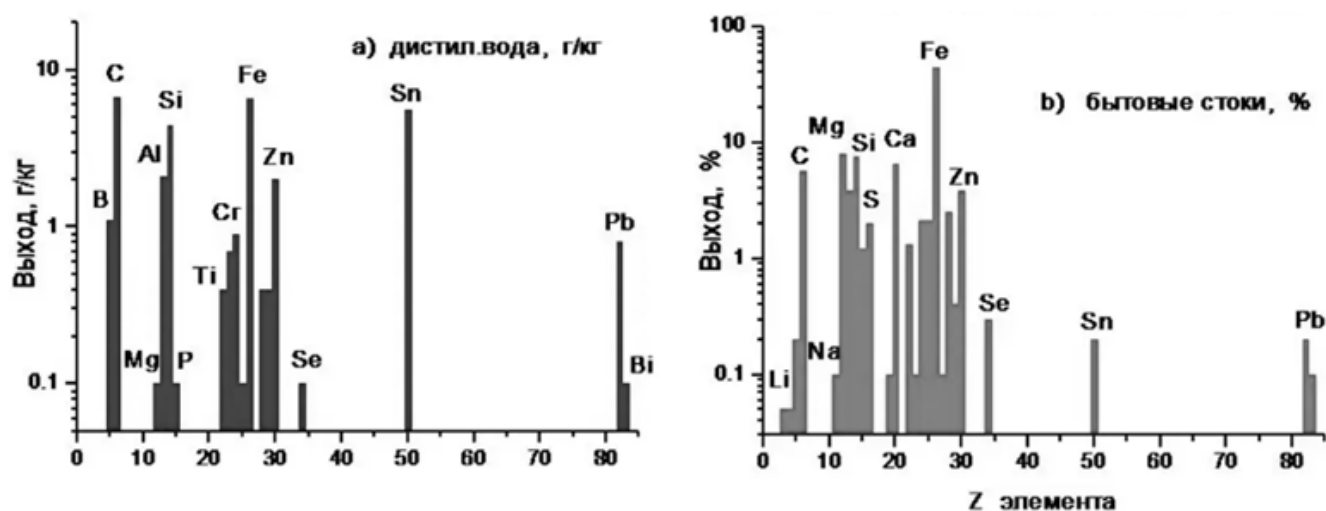 a) дистил.вода, г/кг
Выход, г/кг
10
1
0.1
B
C
Mg
Al
Si
P
Ti
Cr
Fe
Zn
Se
Sn
Pb
Bi
0 10 20 30 40 50 60 70 80
b) бытовые стоки, %
Выход, %
100
10
1
0.1
Li
C
Na
Mg
Si
S
Ca
Fe
Zn
Se
Sn
Pb
0 10 20 30 40 50 60 70 80
Z элемента